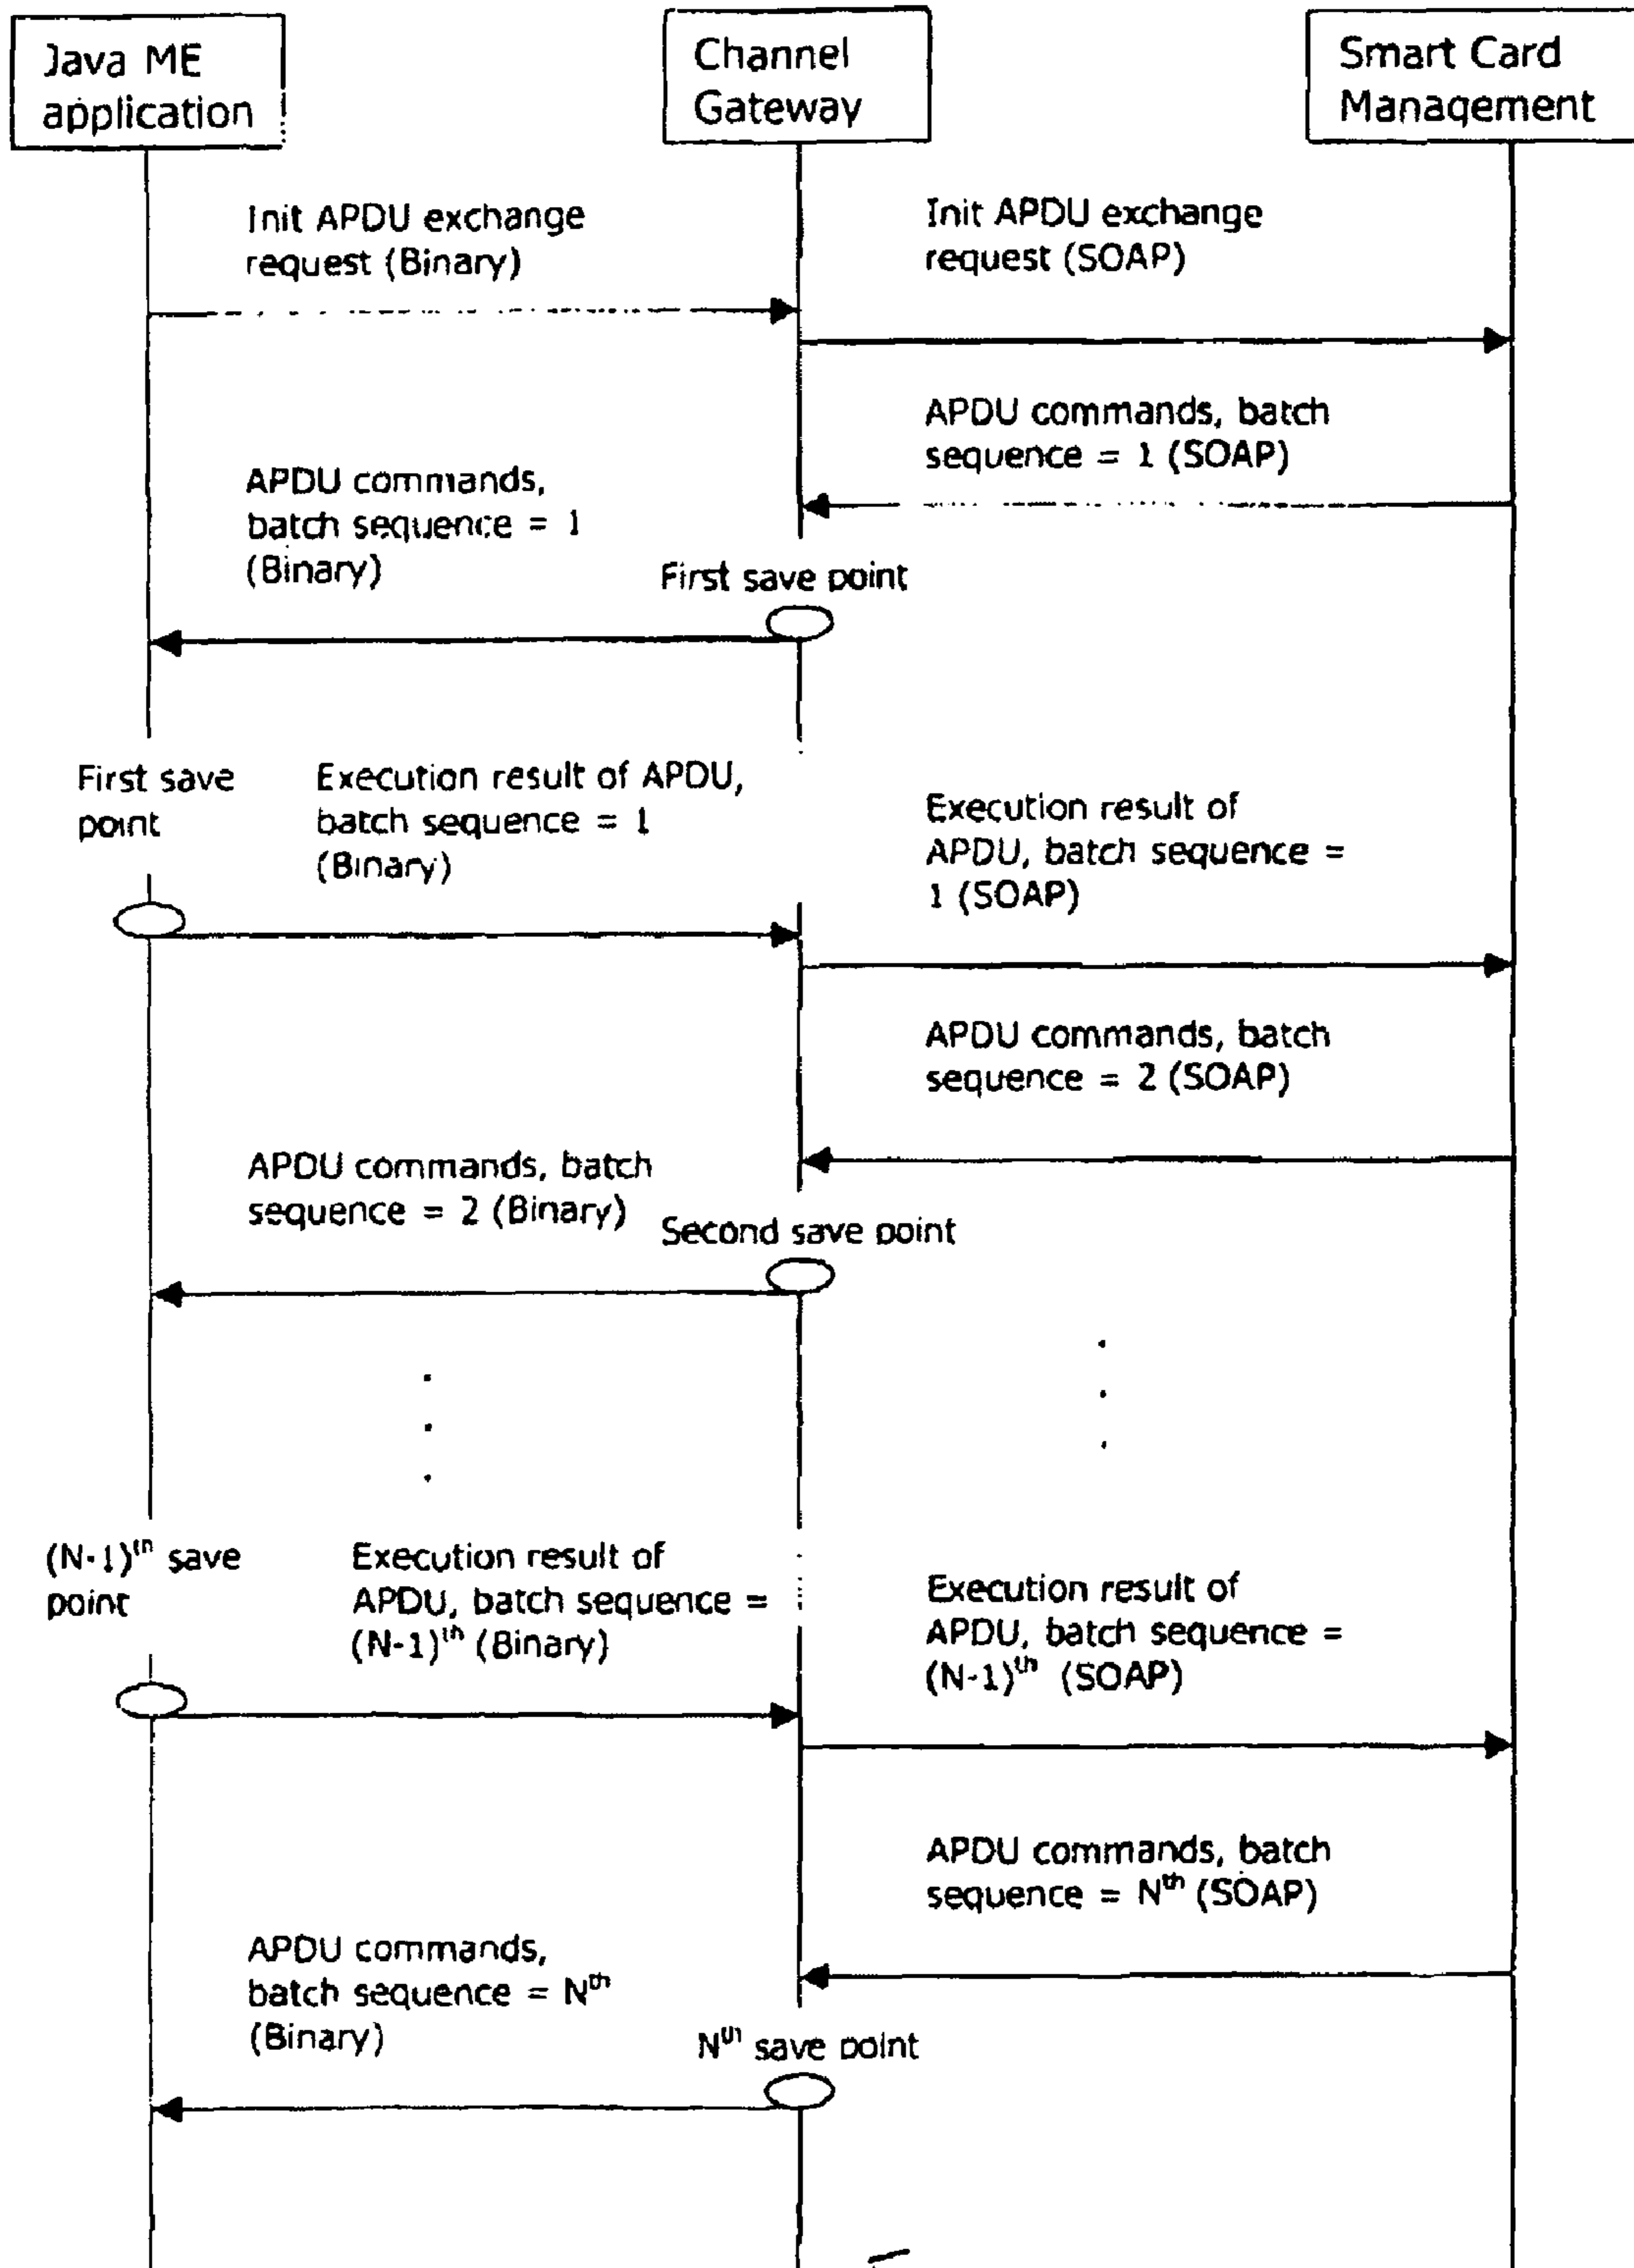 Java ME
application
Channel
Gateway
Smart Card
Management
Init APDU exchange
request (Binary)
Init APDU exchange
request (SOAP)
APDU commands, batch
sequence = 1 (SOAP)
APDU commands,
batch sequence = 1
(Binary)
First save point
First save
point
Execution result of APDU,
batch sequence = 1
(Binary)
Execution result of
APDU, batch sequence =
1 (SOAP)
APDU commands, batch
sequence = 2 (SOAP)
APDU commands, batch
sequence = 2 (Binary)
Second save point
(N-1)th save
point
Execution result of
APDU, batch sequence =
(N-1)th (Binary)
Execution result of
APDU, batch sequence =
(N-1)th (SOAP)
APDU commands, batch
sequence = Nth (SOAP)
APDU commands,
batch sequence = Nth
(Binary)
Nth save point